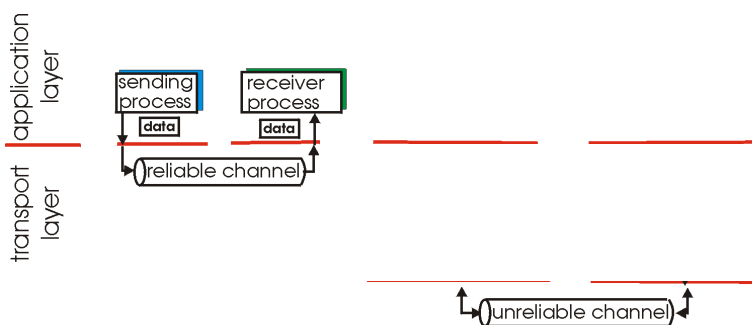 application
layer
transport
layer
sending
process
receiver
process
data
data
reliable channel
unreliable channel